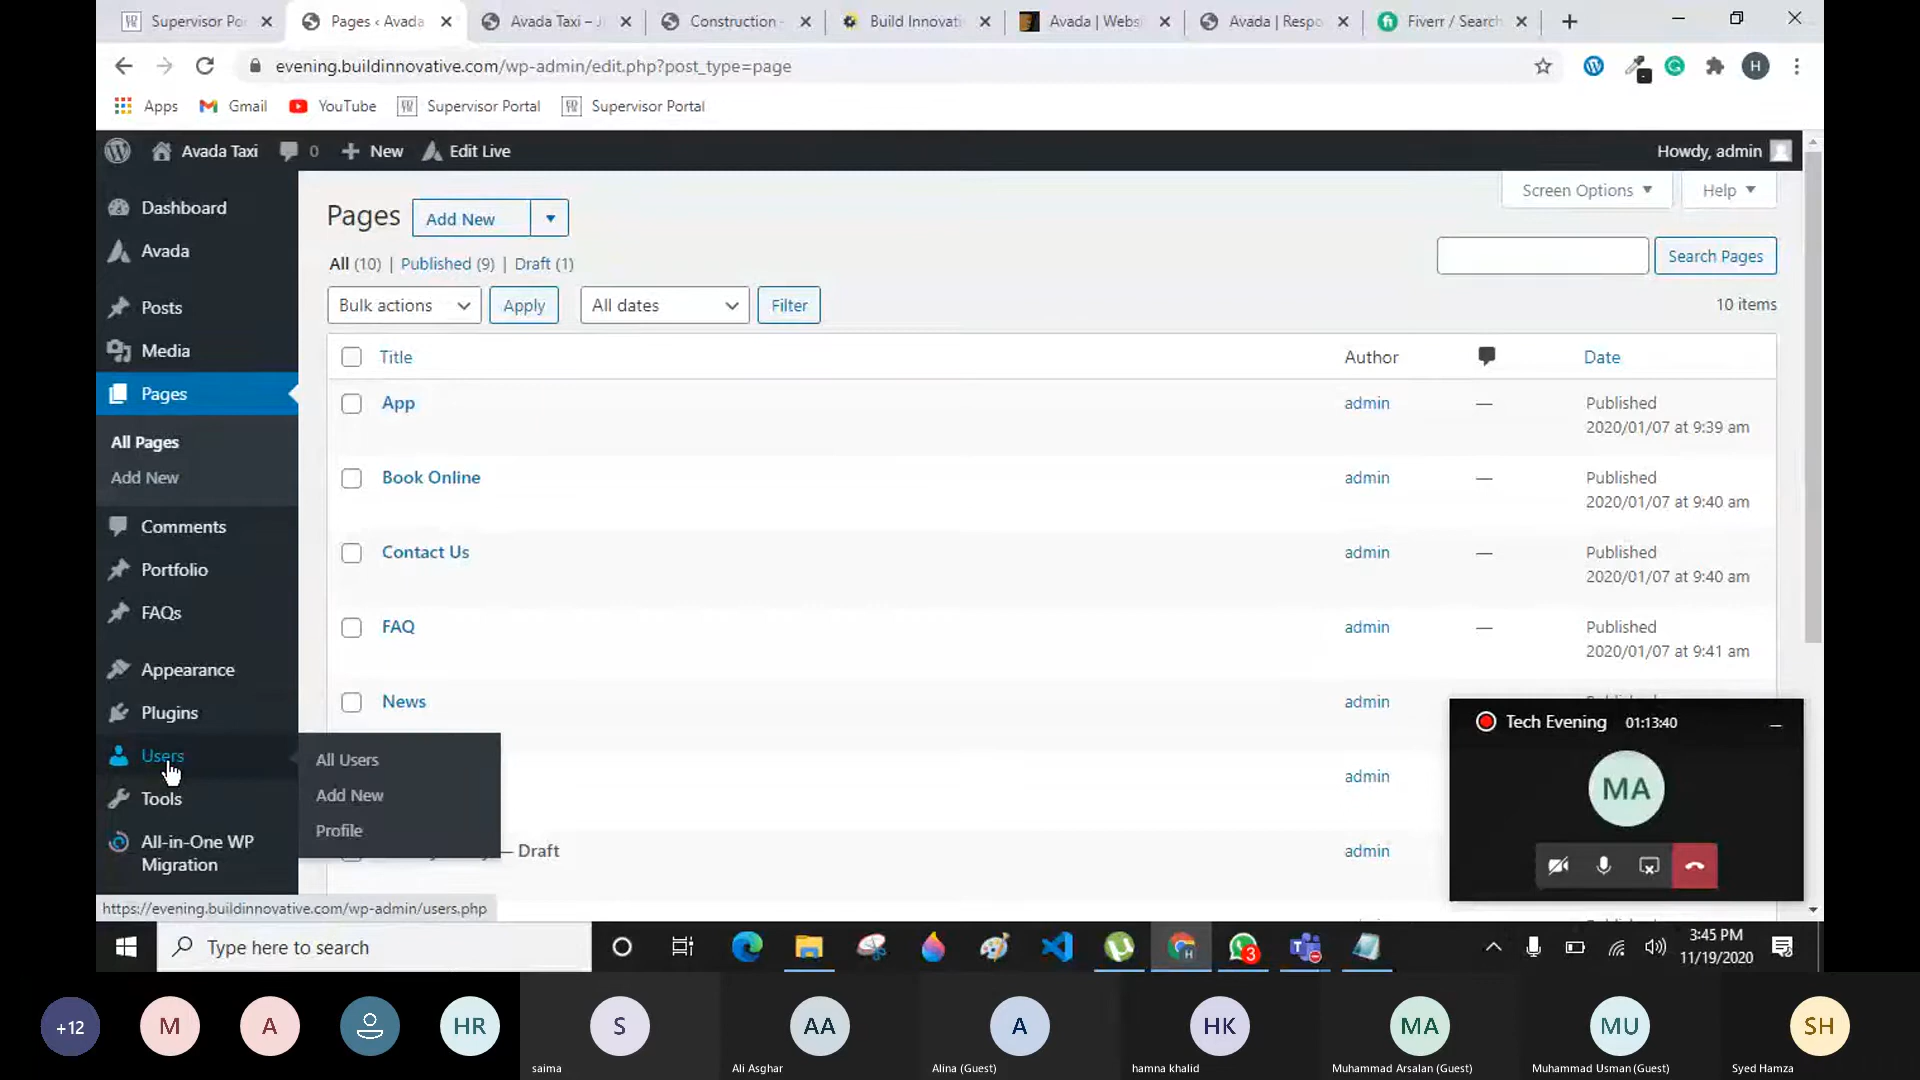 Supervisor Po
Pages ‹ Avada
Avada Taxi – J
Construction -
Build Innovati
Avada | Webs
Avada | Respo
Fiverr / Search
evening.buildinnovative.com/wp-admin/edit.php?post_type=page
H
Apps
Gmail
YouTube
Supervisor Portal
Supervisor Portal
Avada Taxi
0
New
Edit Live
Howdy, admin
Dashboard
Avada
Posts
Media
Pages
All Pages
Add New
Comments
Portfolio
FAQs
Appearance
Plugins
Users
Tools
All-in-One WP
Migration
All Users
Add New
Profile
Screen Options
Help
Pages
Add New
All (10) | Published (9) | Draft (1)
Search Pages
Bulk actions
Apply
All dates
Filter
10 items
Title
Author
Date
App
admin
—
Published
2020/01/07 at 9:39 am
Book Online
admin
—
Published
2020/01/07 at 9:40 am
Contact Us
admin
—
Published
2020/01/07 at 9:40 am
FAQ
admin
—
Published
2020/01/07 at 9:41 am
News
admin
admin
— Draft
admin
Tech Evening 01:13:40
MA
https://evening.buildinnovative.com/wp-admin/users.php
Type here to search
3
3:45 PM
11/19/2020
+12
M
A
HR
S
AA
A
HK
MA
MU
SH
saima
Ali Asghar
Alina (Guest)
hamna khalid
Muhammad Arsalan (Guest)
Muhammad Usman (Guest)
Syed Hamza